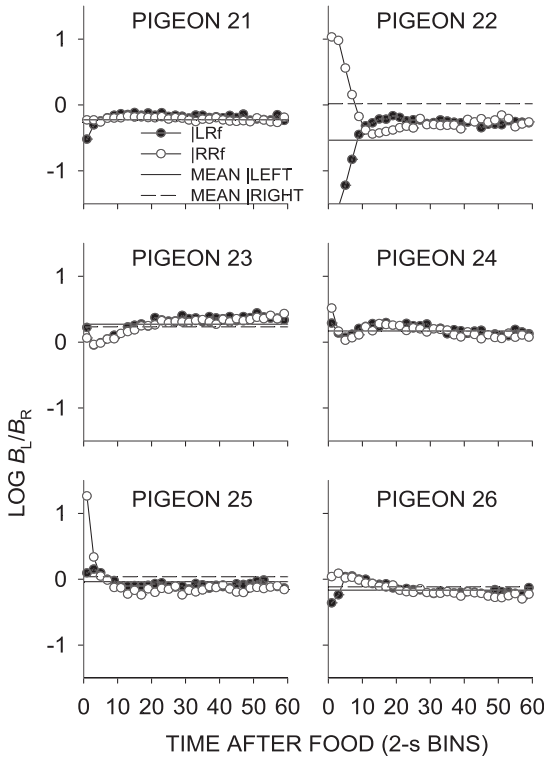 PIGEON 21
PIGEON 22
1
0
-1
|LRf
|RRf
MEAN |LEFT
MEAN |RIGHT
PIGEON 23
PIGEON 24
1
0
-1
LOG B_L/B_R
PIGEON 25
PIGEON 26
1
0
-1
0 10 20 30 40 50 60
0 10 20 30 40 50 60
TIME AFTER FOOD (2-s BINS)